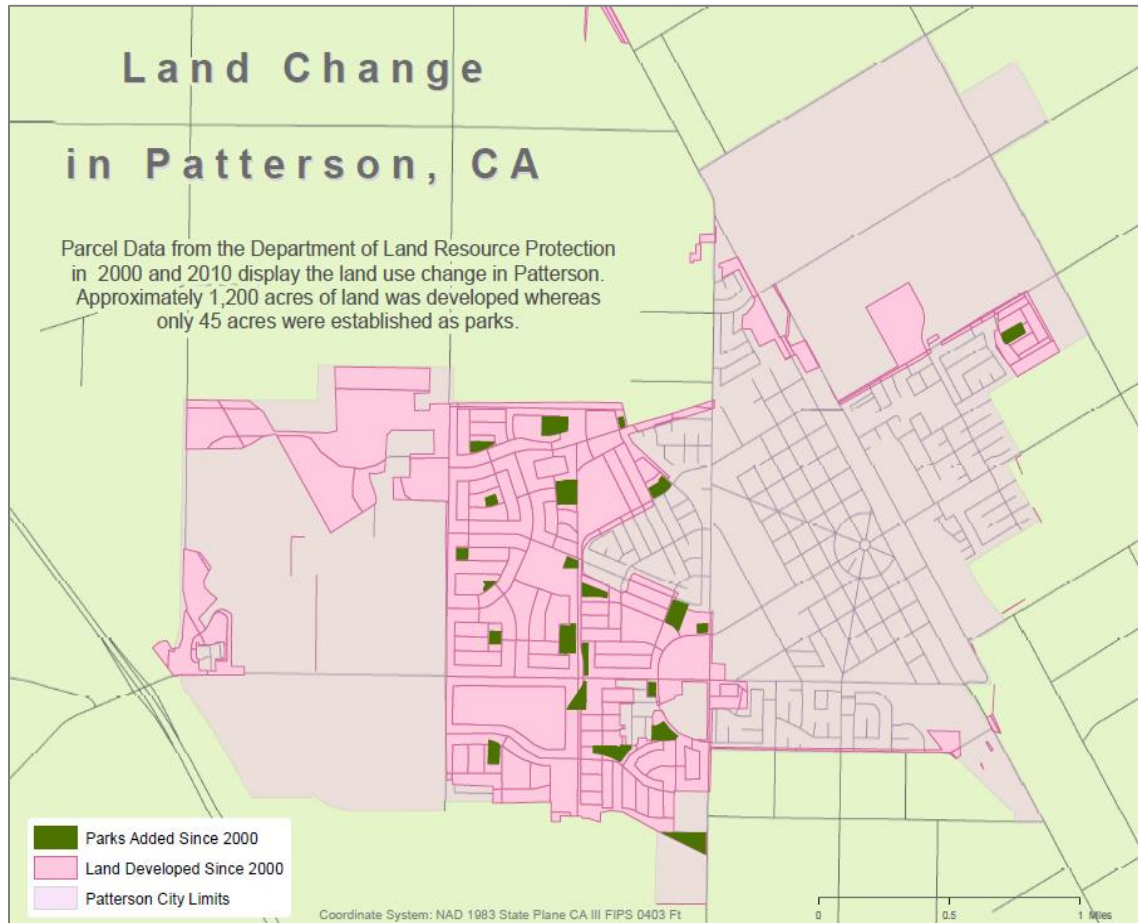 Land Change
in Patterson, CA
Parcel Data from the Department of Land Resource Protection
in 2000 and 2010 display the land use change in Patterson.
Approximately 1,200 acres of land was developed whereas
only 45 acres were established as parks.
Parks Added Since 2000
Land Developed Since 2000
Patterson City Limits
Coordinate System: NAD 1983 State Plane CA III FIPS 0403 Ft
0 0.5 1 Miles